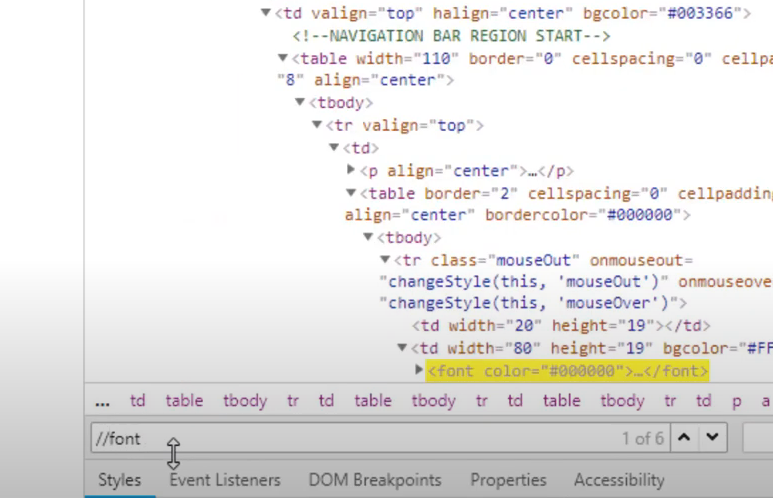 ▼<td valign="top" halign="center" bgcolor="#003366">
<!--NAVIGATION BAR REGION START-->
▼<table width="110" border="0" cellspacing="0" cellpa
"8" align="center">
▼<tbody>
▼<tr valign="top">
▼<td>
▶<p align="center">…</p>
▼<table border="2" cellspacing="0" cellpadding
align="center" bordercolor="#000000">
▼<tbody>
▼<tr class="mouseOut" onmouseout=
"changeStyle(this, 'mouseOut')" onmouseove
"changeStyle(this, 'mouseOver')">
<td width="20" height="19"></td>
▼<td width="80" height="19" bgcolor="#FF
▶<font color="#000000">…</font>
... td table tbody tr td table tbody tr td table tbody tr td p a
//font 1 of 6
Styles Event Listeners DOM Breakpoints Properties Accessibility